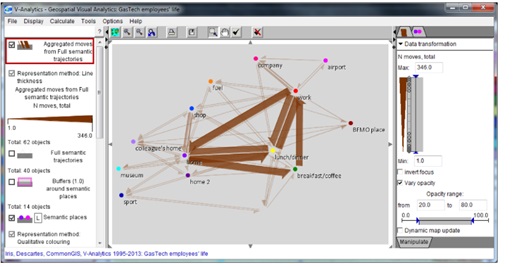 V-Analytics - Geospatial Visual Analytics: GasTech employees' life
File Display Calculate Tools Options Help
Aggregated moves
from Full semantic
trajectories
Representation method: Line
thickness
Aggregated moves from Full
semantic trajectories
N moves, total
1.0
346.0
Total: 62 objects
Full semantic
trajectories
Total: 40 objects
Buffers (1.0)
around semantic
places
Total: 14 objects
L Semantic places
Representation method:
Qualitative colouring
company
airport
fuel
work
shop
BFMO place
colleague's home
lunch/dinner
museum
home 2
breakfast/coffee
sport
Data transformation
N moves, total
Max: 346.0
Min: 1.0
invert focus
Vary opacity
Opacity range:
from 20.0 to 80.0
0.0 100.0
Dynamic map update
Manipulate
Iris, Descartes, CommonGIS, V-Analytics 1995-2013: GasTech employees' life